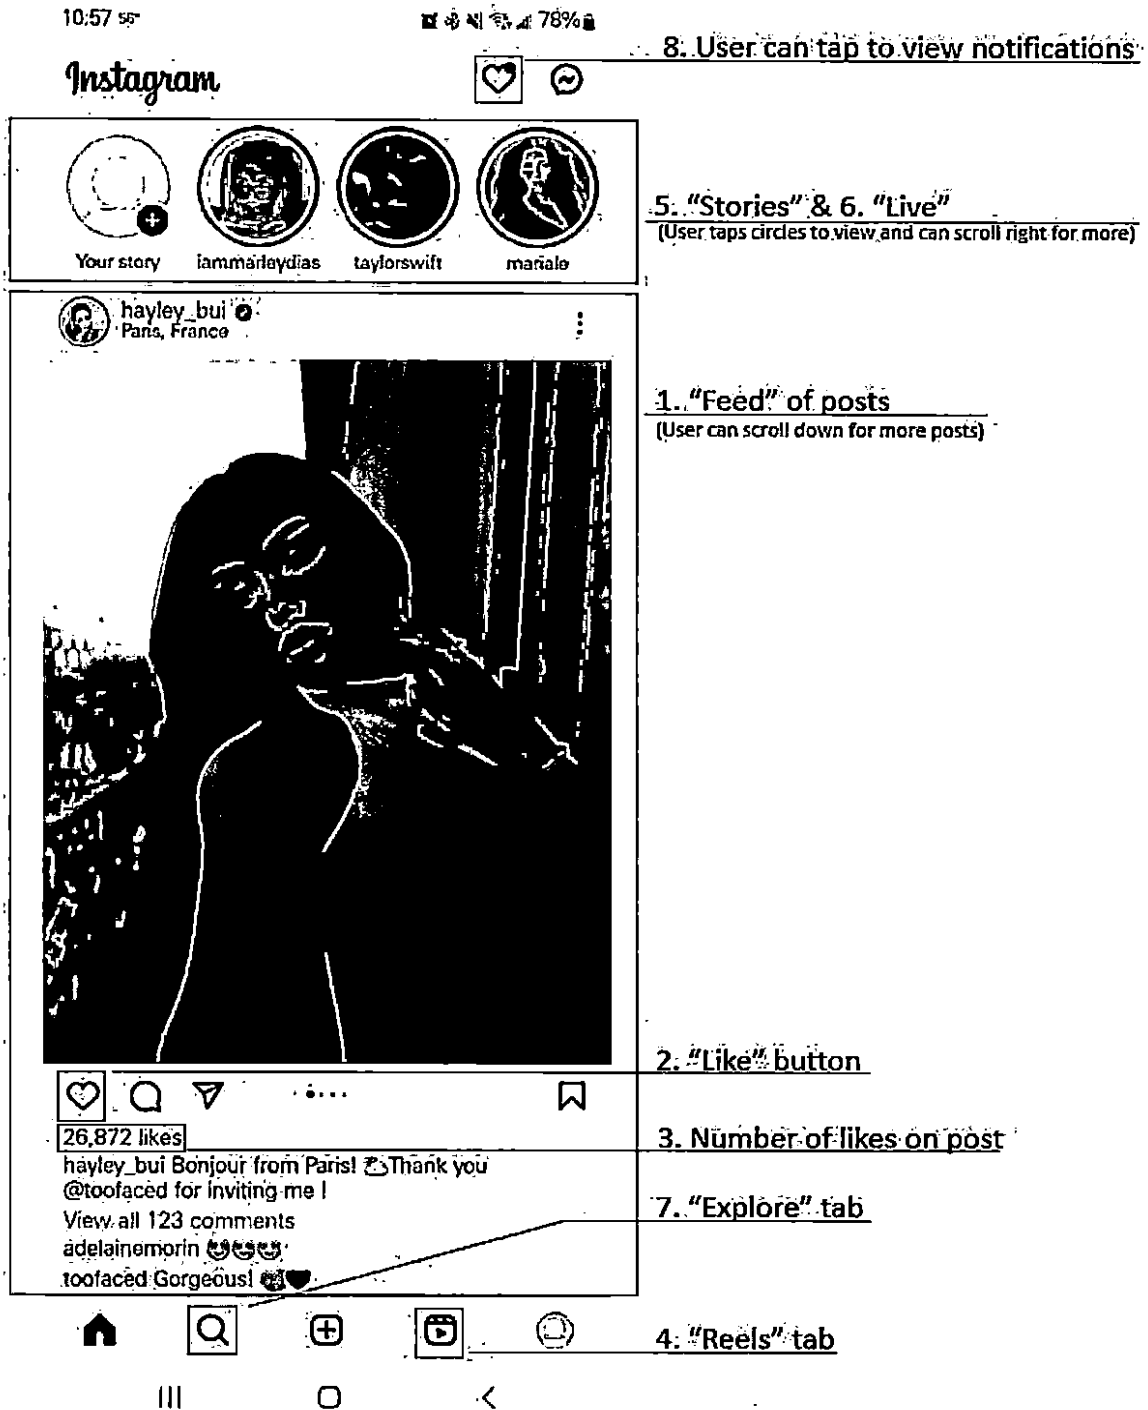 10:57
78%
8. User can tap to view notifications
Instagram
5. “Stories” & 6. “Live”
(User taps circles to view and can scroll right for more)
Your story iammarleydias taylorswift mariale
hayley_bui
Paris, France
1. “Feed” of posts
(User can scroll down for more posts)
2. “Like” button
26,872 likes
3. Number of likes on post
hayley_bui Bonjour from Paris! Thank you
@toofaced for inviting me !
7. “Explore” tab
View all 123 comments
adelainemorin
toofaced Gorgeous!
4. “Reels” tab